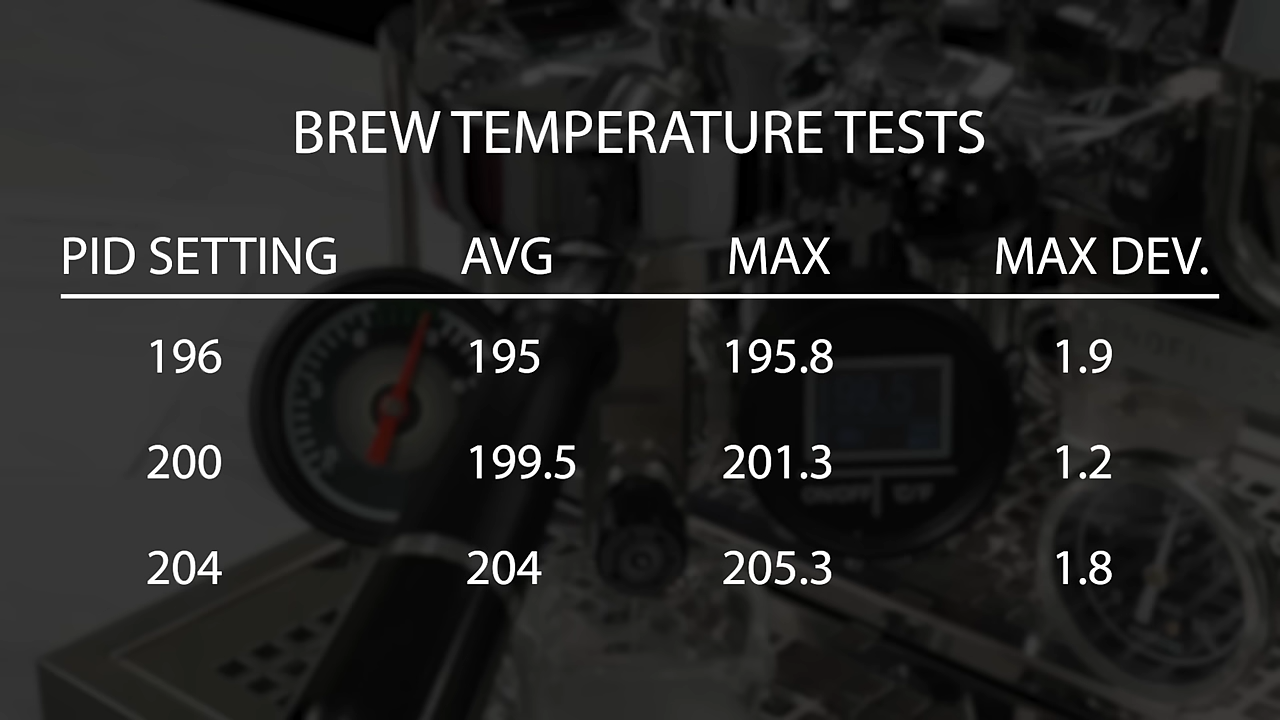 BREW TEMPERATURE TESTS
PID SETTING AVG MAX MAX DEV.
196 195 195.8 1.9
200 199.5 201.3 1.2
204 204 205.3 1.8